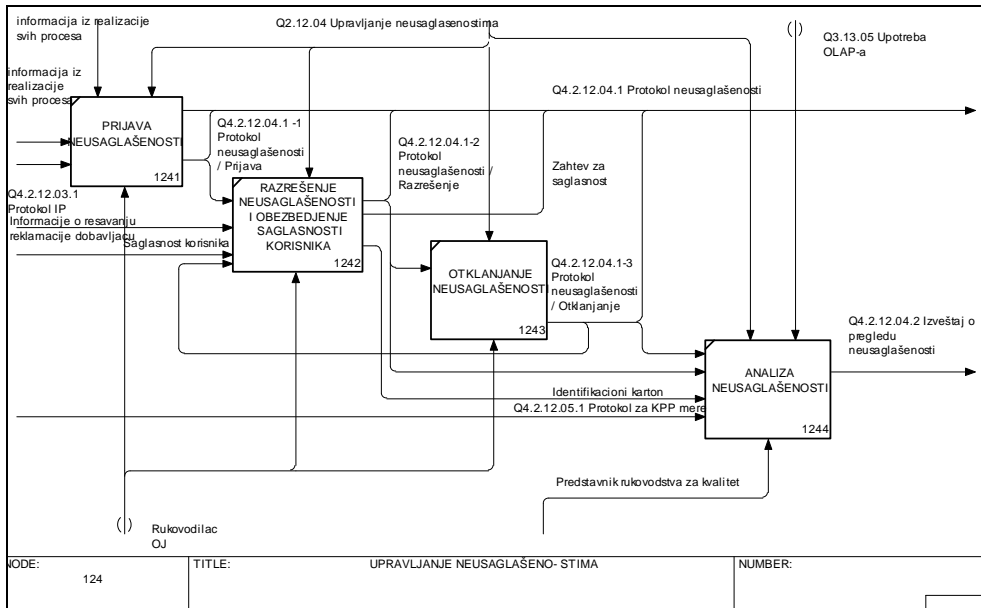 informacija iz realizacije
svih procesa
Q2.12.04 Upravljanje neusaglasenostima
Q3.13.05 Upotreba
OLAP-a
informacija iz
realizacije
svih procesa
Q4.2.12.04.1 Protokol neusaglašenosti
PRIJAVA
NEUSAGLAŠENOSTI
1241
Q4.2.12.04.1 -1
Protokol
neusaglašenosti
/ Prijava
Q4.2.12.04.1-2
Protokol
neusaglašenosti /
Razrešenje
Zahtev za
saglasnost
Q4.2.12.03.1
Protokol IP
Informacije o resavanju
reklamacije dobavljacu
Saglasnost korisnika
RAZREŠENJE
NEUSAGLAŠENOSTI
I OBEZBEDJENJE
SAGLASNOSTI
KORISNIKA
1242
OTKLANJANJE
NEUSAGLAŠENOSTI
1243
Q4.2.12.04.1-3
Protokol
neusaglašenosti
/ Otklanjanje
Q4.2.12.04.2 Izveštaj o
pregledu
neusaglašenosti
ANALIZA
NEUSAGLAŠENOSTI
1244
Identifikacioni karton
Q4.2.12.05.1 Protokol za KPP mere
Predstavnik rukovodstva za kvalitet
Rukovodilac
OJ
NODE:
124
TITLE:
UPRAVLJANJE NEUSAGLAŠENO- STIMA
NUMBER: